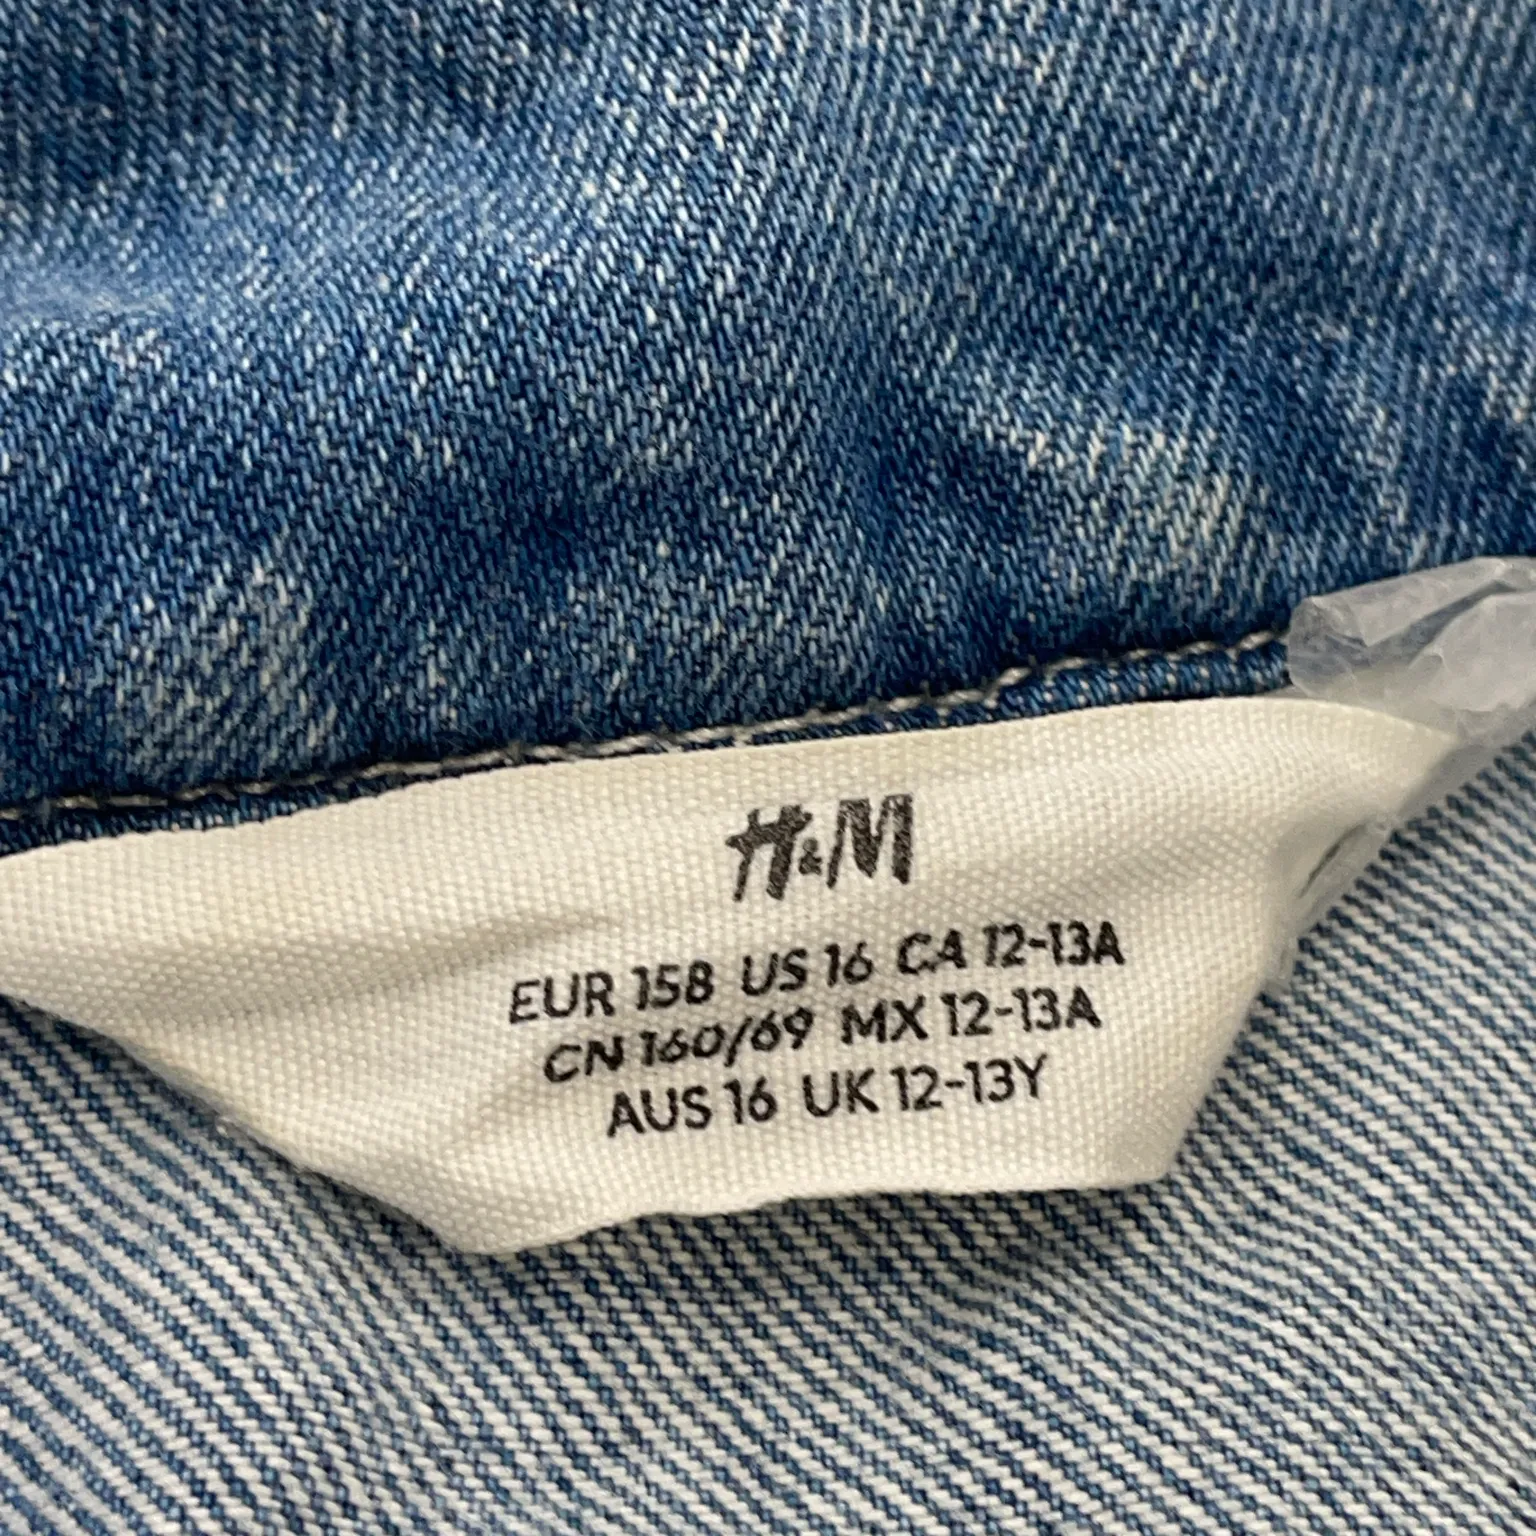 H&M
EUR 158 US 16 CA 12-13A
CN 160/69 MX 12-13A
AUS 16 UK 12-13Y